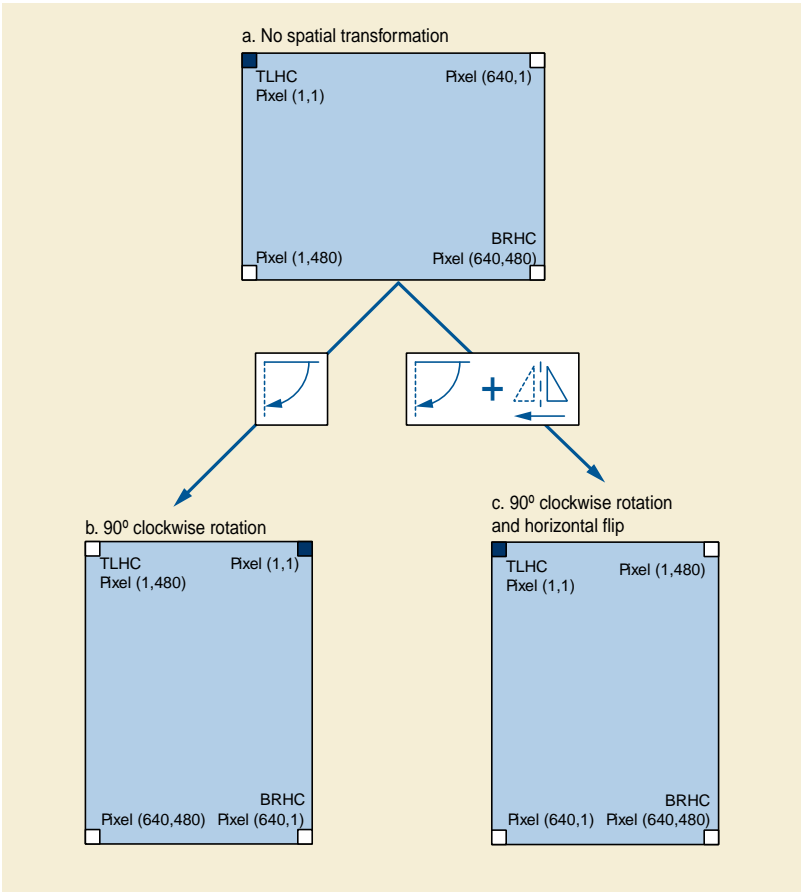 a. No spatial transformation
TLHC
Pixel (1,1)
Pixel (640,1)
BRHC
Pixel (1,480)
Pixel (640,480)
+
b. 90º clockwise rotation
TLHC
Pixel (1,480)
Pixel (1,1)
BRHC
Pixel (640,480)
Pixel (640,1)
c. 90º clockwise rotation
and horizontal flip
TLHC
Pixel (1,1)
Pixel (1,480)
BRHC
Pixel (640,1)
Pixel (640,480)